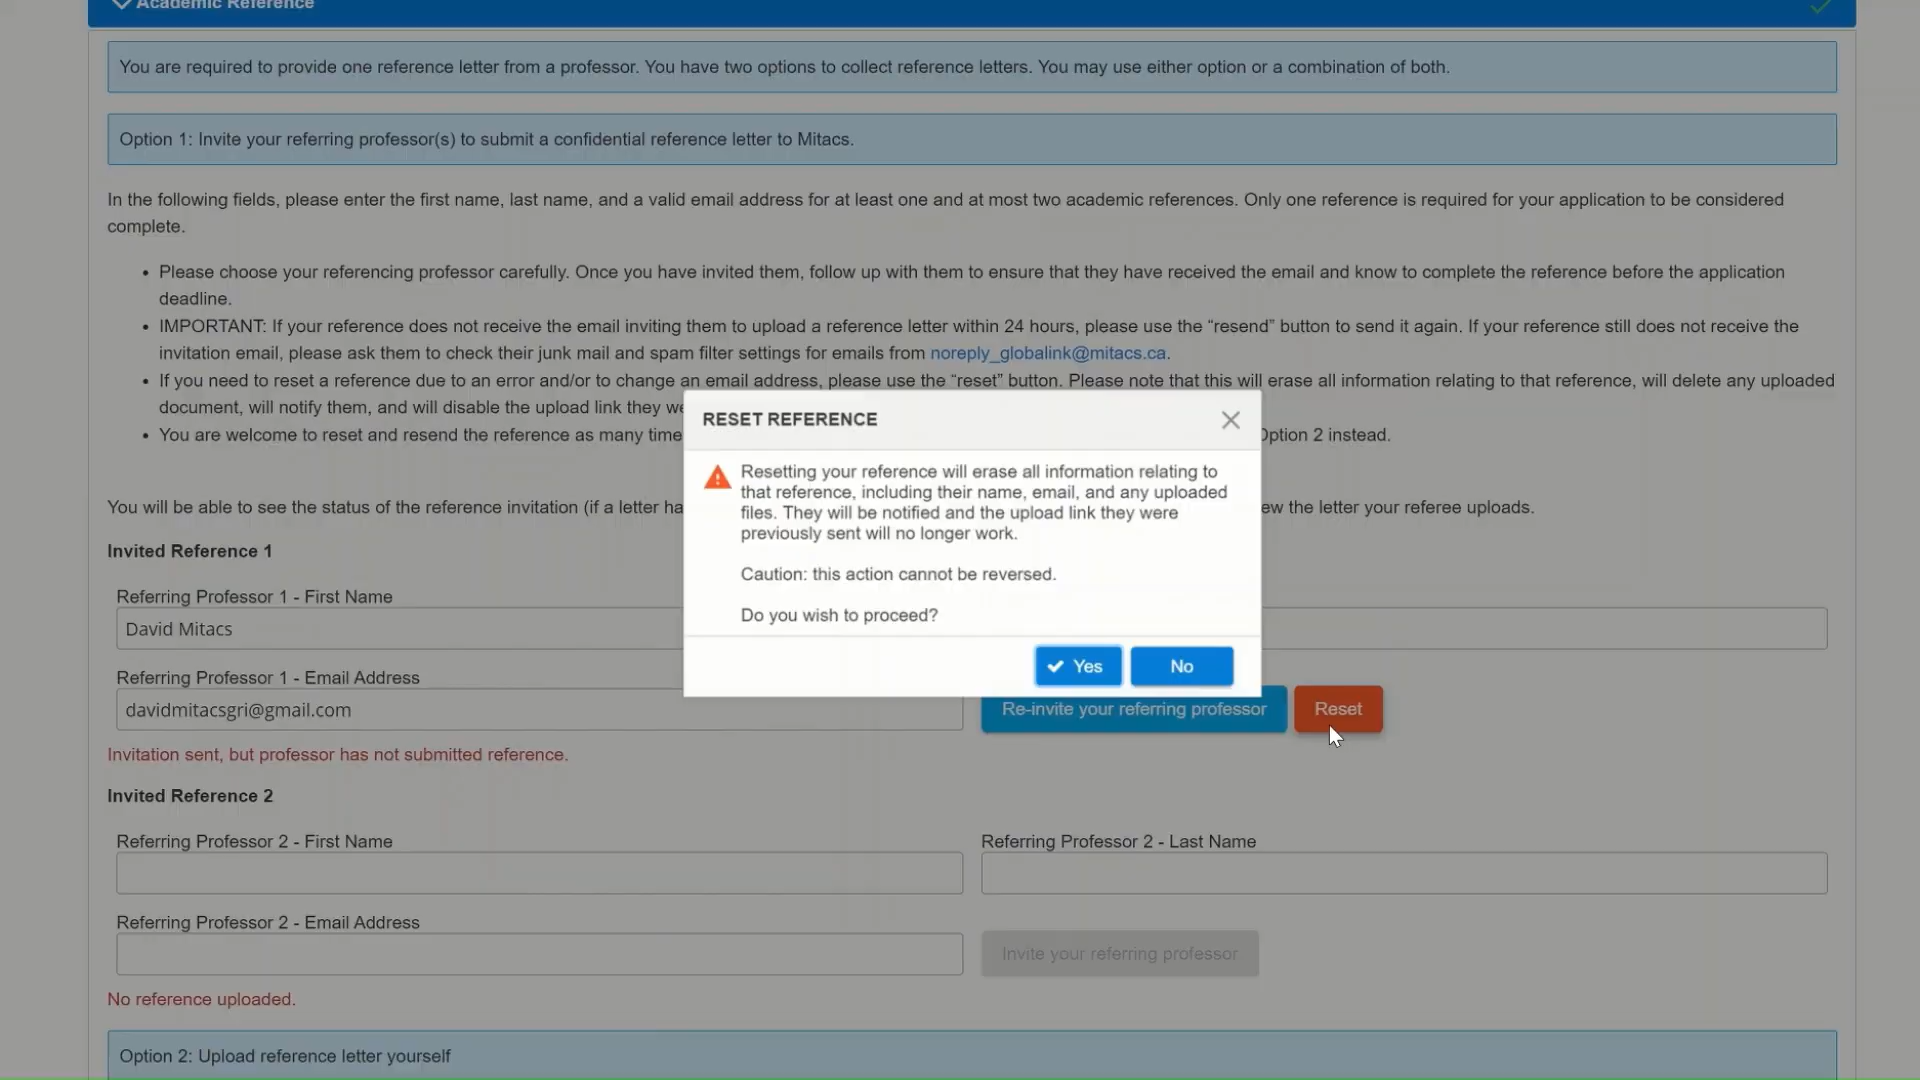 Academic Reference
You are required to provide one reference letter from a professor. You have two options to collect reference letters. You may use either option or a combination of both.
Option 1: Invite your referring professor(s) to submit a confidential reference letter to Mitacs.
In the following fields, please enter the first name, last name, and a valid email address for at least one and at most two academic references. Only one reference is required for your application to be considered
complete.
• Please choose your referencing professor carefully. Once you have invited them, follow up with them to ensure that they have received the email and know to complete the reference before the application
deadline.
• IMPORTANT: If your reference does not receive the email inviting them to upload a reference letter within 24 hours, please use the “resend” button to send it again. If your reference still does not receive the
invitation email, please ask them to check their junk mail and spam filter settings for emails from noreply_globalink@mitacs.ca.
• If you need to reset a reference due to an error and/or to change an email address, please use the “reset” button. Please note that this will erase all information relating to that reference, will delete any uploaded
document, will notify them, and will disable the upload link they we
• You are welcome to reset and resend the reference as many time Option 2 instead.
You will be able to see the status of the reference invitation (if a letter ha ew the letter your referee uploads.
RESET REFERENCE
Resetting your reference will erase all information relating to
that reference, including their name, email, and any uploaded
files. They will be notified and the upload link they were
previously sent will no longer work.
Caution: this action cannot be reversed.
Do you wish to proceed?
Yes No
Invited Reference 1
Referring Professor 1 - First Name
David Mitacs
Referring Professor 1 - Email Address
davidmitacsgri@gmail.com Re-invite your referring professor Reset
Invitation sent, but professor has not submitted reference.
Invited Reference 2
Referring Professor 2 - First Name Referring Professor 2 - Last Name
Referring Professor 2 - Email Address
Invite your referring professor
No reference uploaded.
Option 2: Upload reference letter yourself